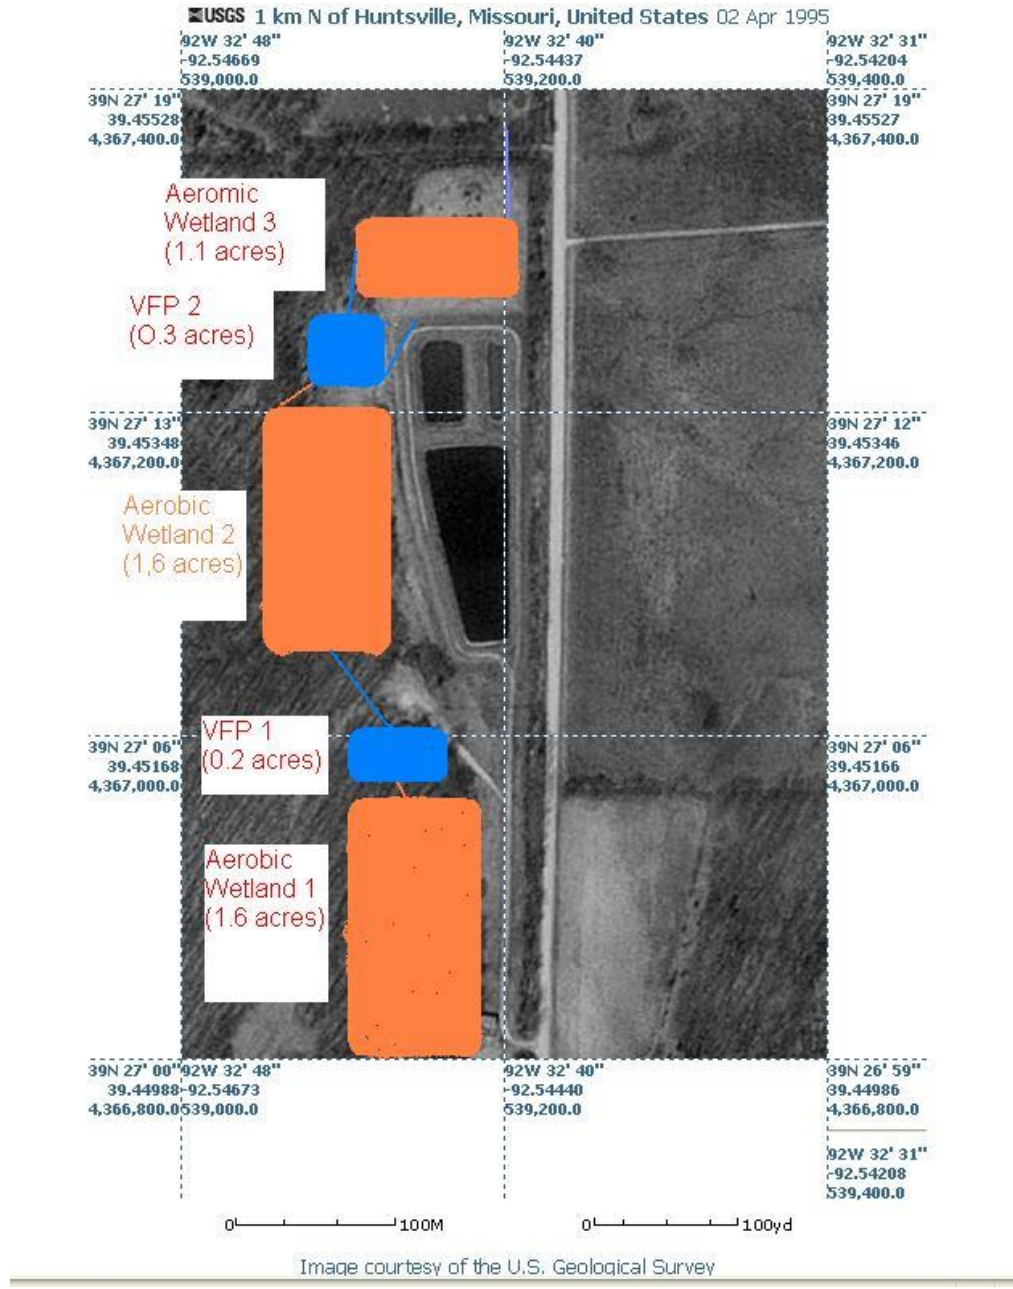 USGS 1 km N of Huntsville, Missouri, United States 02 Apr 1995
92W 32' 48"
-92.54669
539,000.0
92W 32' 40"
-92.54437
539,200.0
92W 32' 31"
-92.54204
539,400.0
39N 27' 19"
39.45528
4,367,400.0
39N 27' 19"
39.45527
4,367,400.0
Aeromic
Wetland 3
(1.1 acres)
VFP 2
(O.3 acres)
39N 27' 13"
39.45348
4,367,200.0
39N 27' 12"
39.45346
4,367,200.0
Aerobic
Wetland 2
(1,6 acres)
VFP 1
(0.2 acres)
39N 27' 06"
39.45168
4,367,000.0
39N 27' 06"
39.45166
4,367,000.0
Aerobic
Wetland 1
(1.6 acres)
39N 27' 00"
39.44988
4,366,800.0
92W 32' 48"
-92.54673
539,000.0
92W 32' 40"
-92.54440
539,200.0
39N 26' 59"
39.44986
4,366,800.0
92W 32' 31"
-92.54208
539,400.0
0 100M
0 100yd
Image courtesy of the U.S. Geological Survey